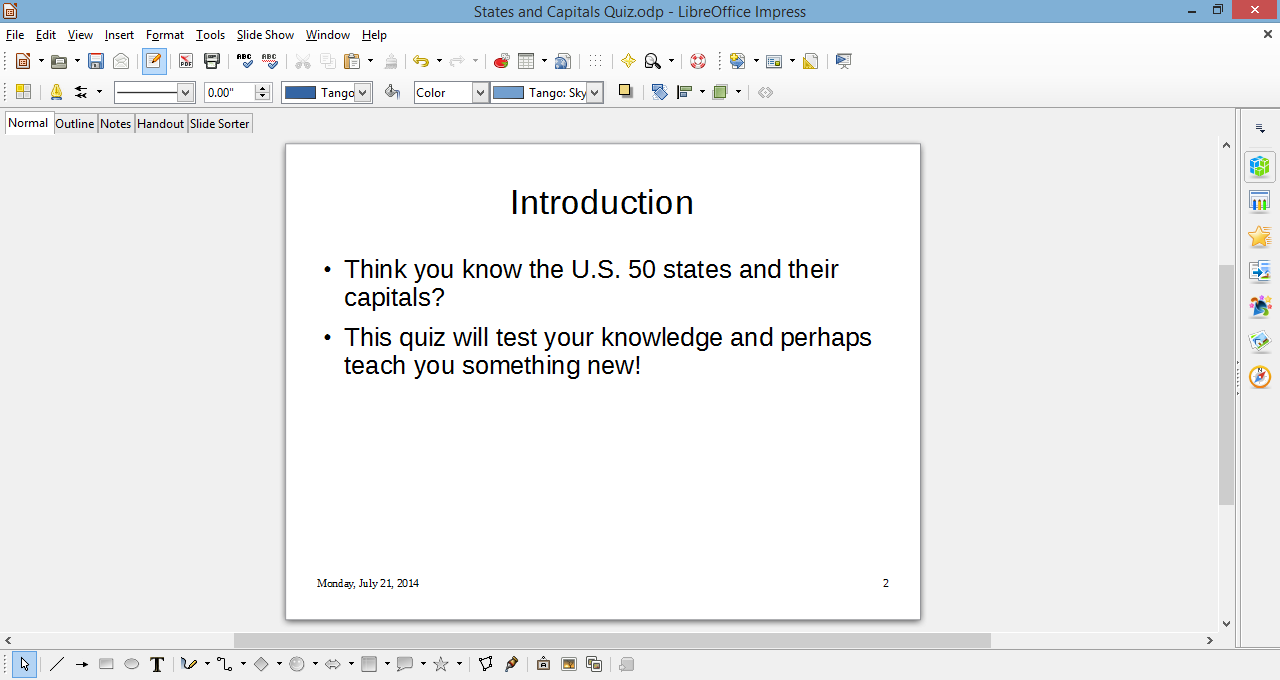 States and Capitals Quiz.odp - LibreOffice Impress
File Edit View Insert Format Tools Slide Show Window Help
0.00" Tango Color Tango: Sky
Normal Outline Notes Handout Slide Sorter
Introduction
• Think you know the U.S. 50 states and their
capitals?
• This quiz will test your knowledge and perhaps
teach you something new!
Monday, July 21, 2014 2